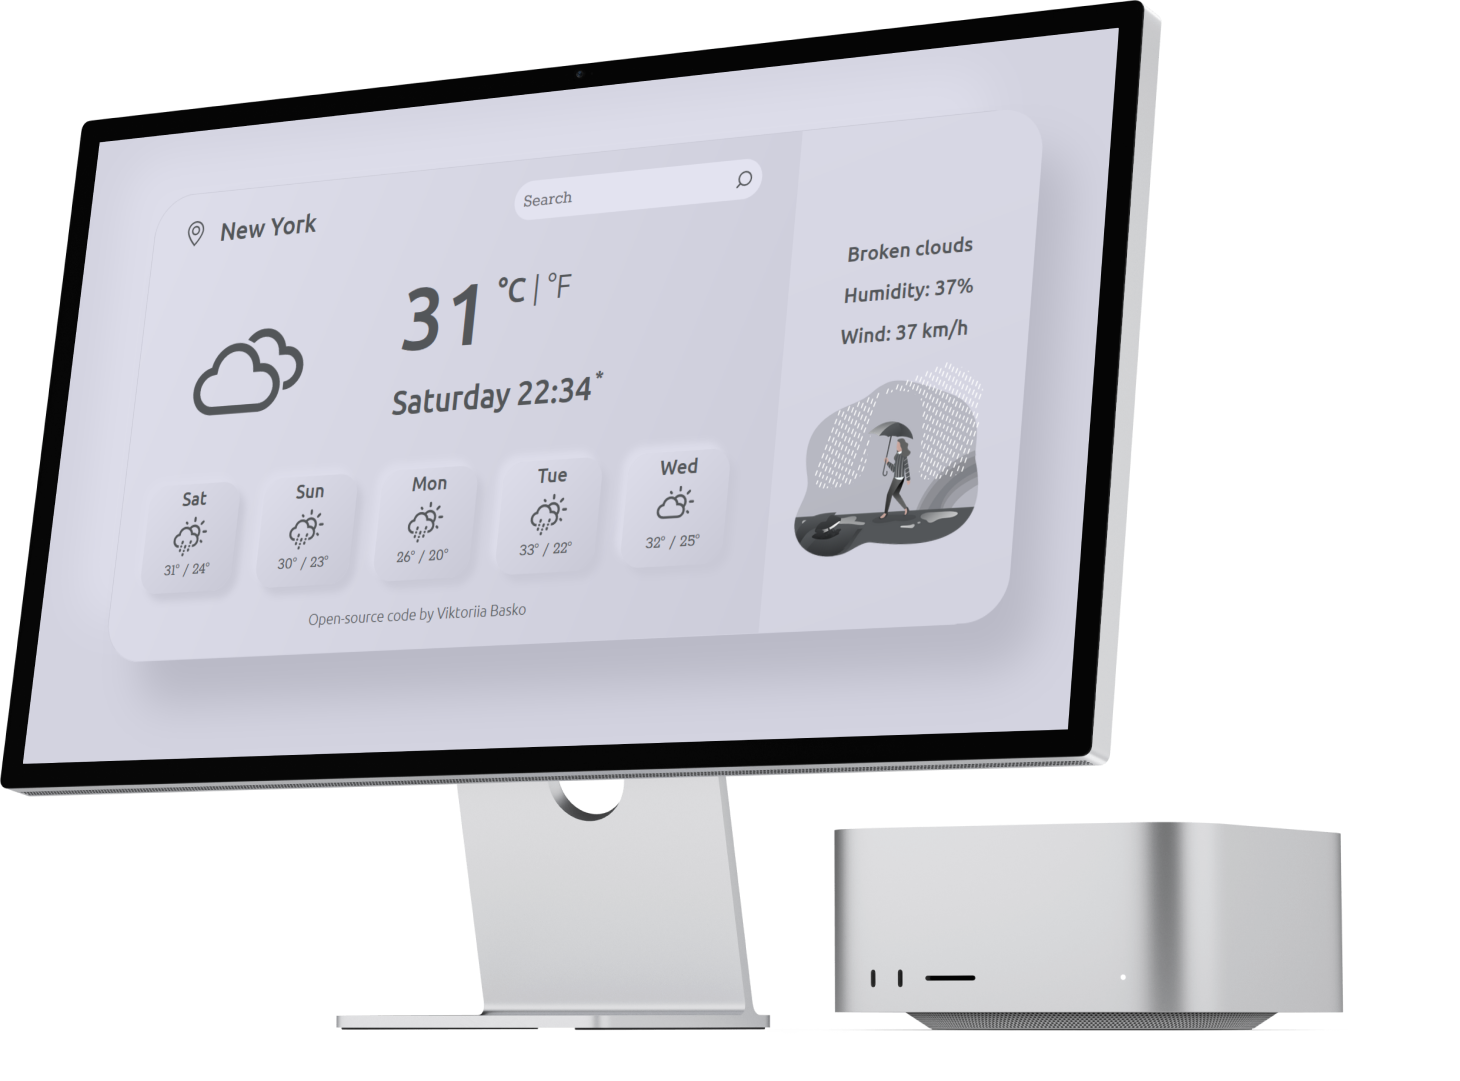 New York
Search
31 °C | °F
Saturday 22:34*
Sat
31° / 24°
Sun
30° / 23°
Mon
26° / 20°
Tue
33° / 22°
Wed
32° / 25°
Open-source code by Viktoriia Basko
Broken clouds
Humidity: 37%
Wind: 37 km/h